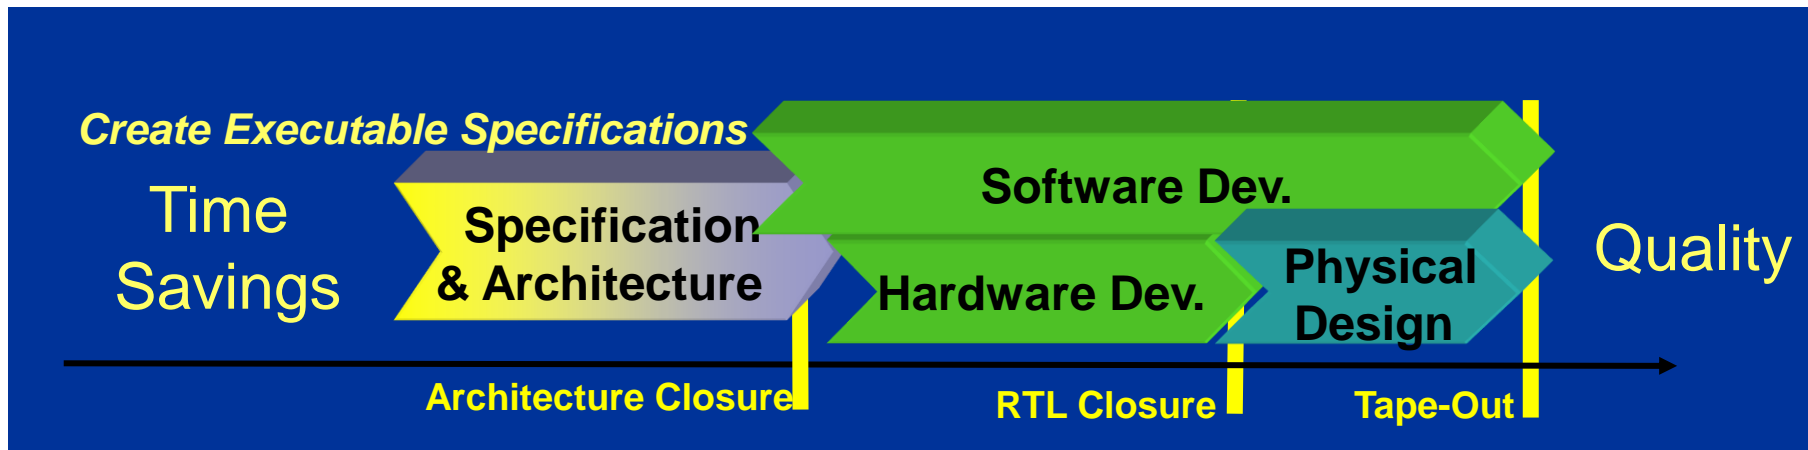 Create Executable Specifications
Time
Savings
Specification
& Architecture
Software Dev.
Hardware Dev.
Physical
Design
Quality
Architecture Closure
RTL Closure
Tape-Out